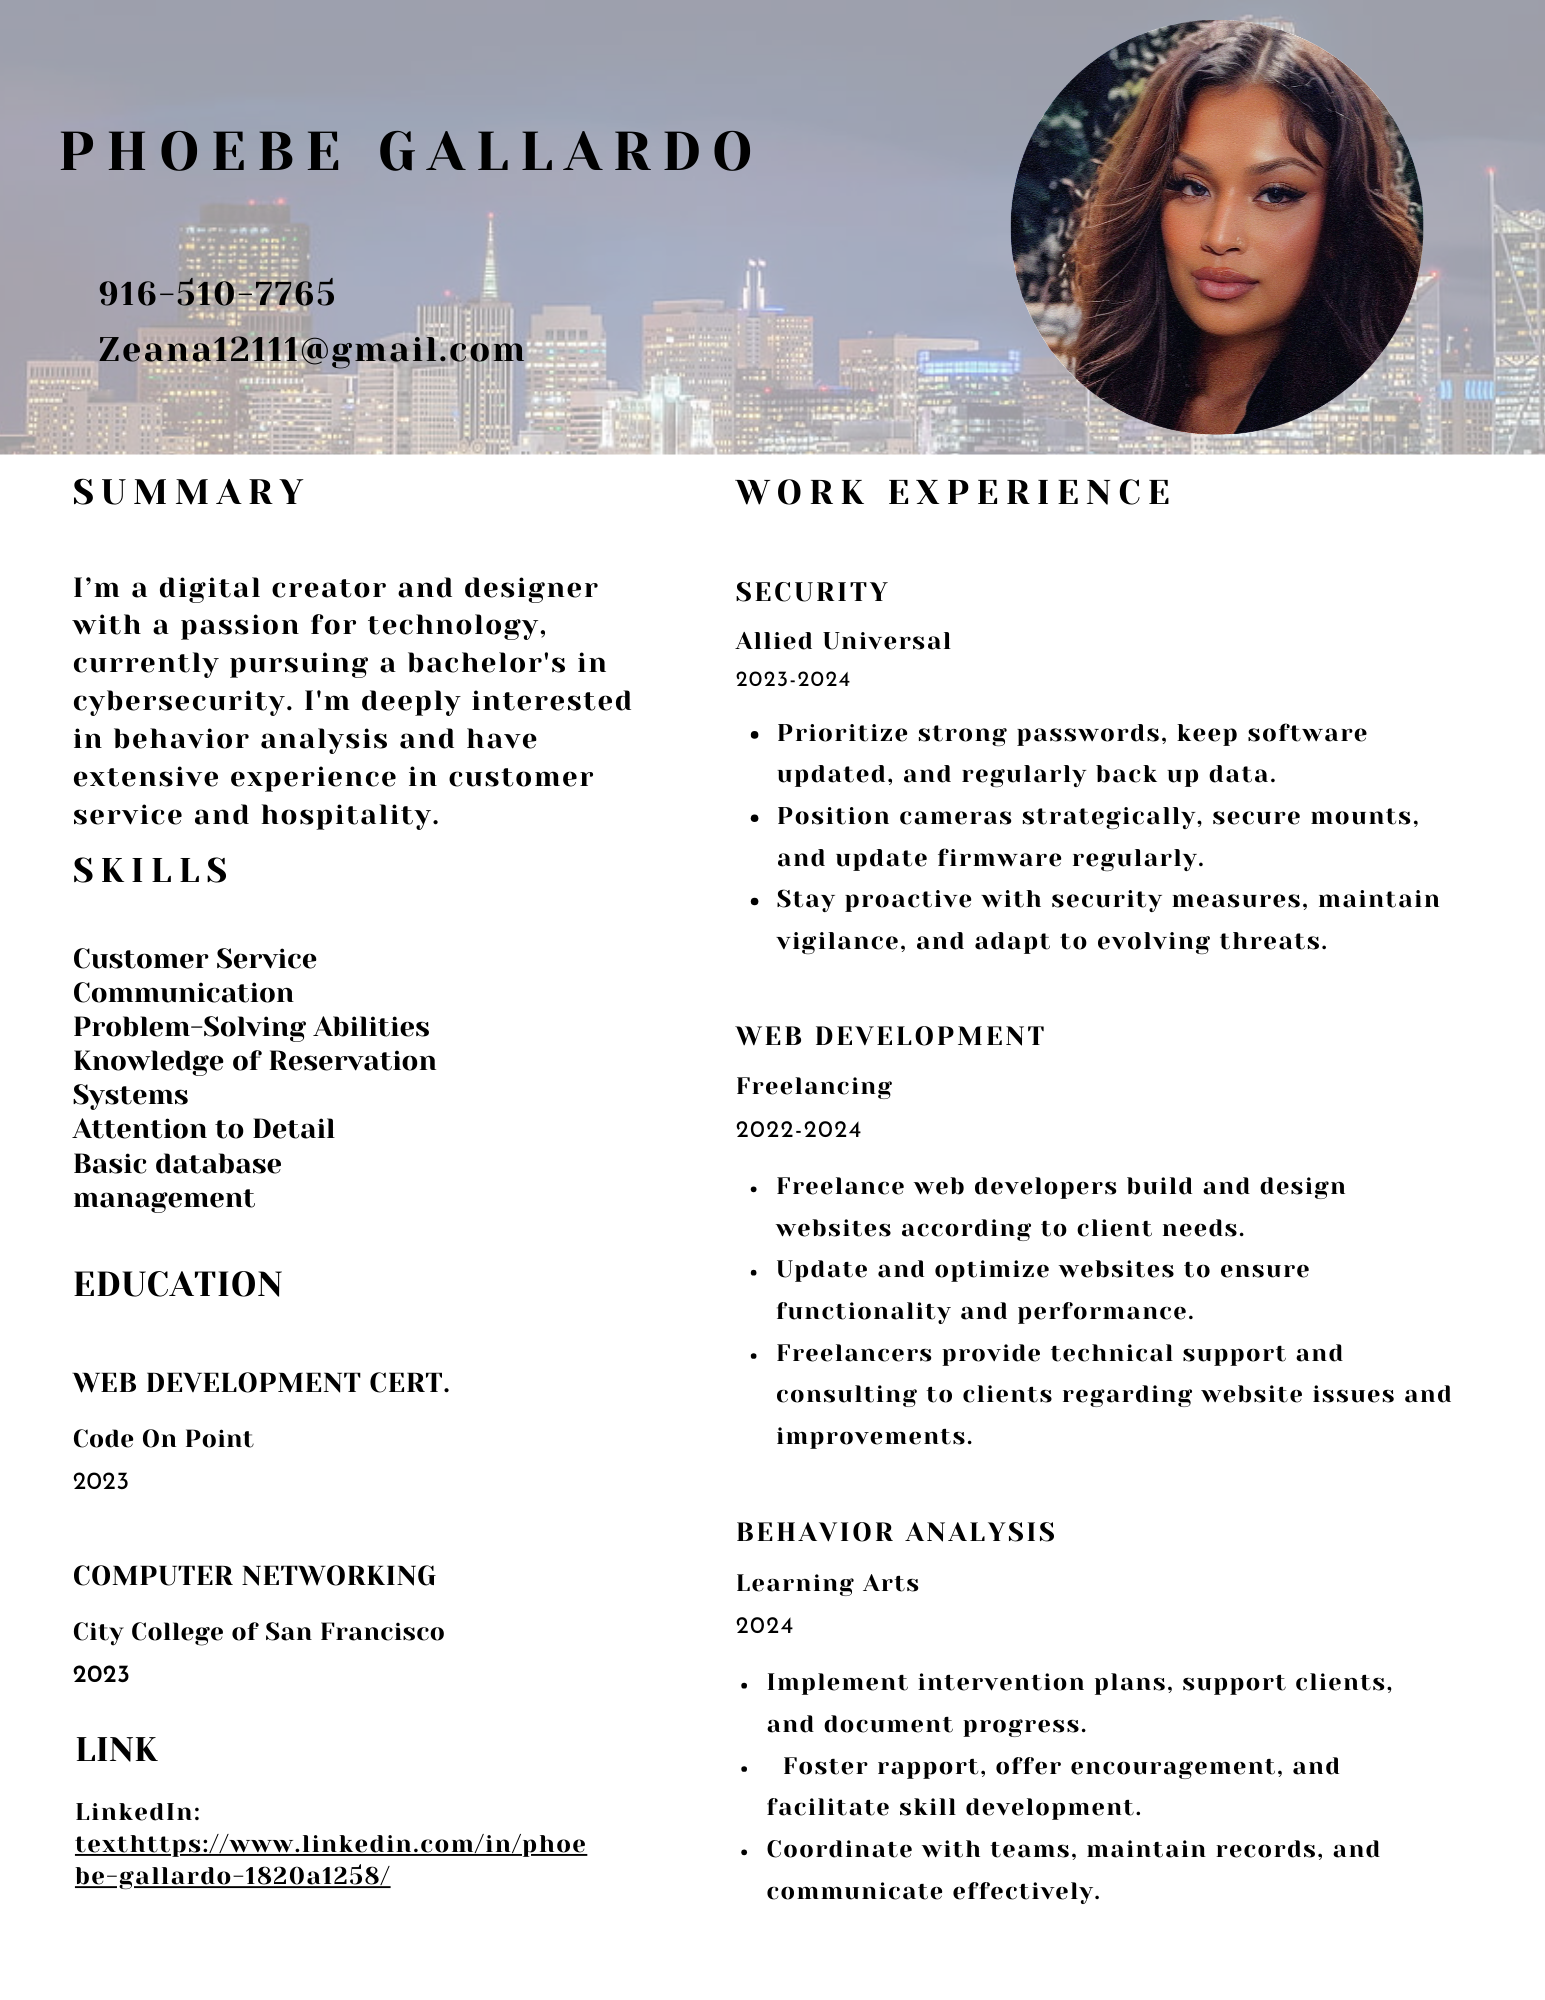 PHOEBE GALLARDO
916-510-7765
Zeana12111@gmail.com
SUMMARY
I’m a digital creator and designer
with a passion for technology,
currently pursuing a bachelor's in
cybersecurity. I'm deeply interested
in behavior analysis and have
extensive experience in customer
service and hospitality.
SKILLS
Customer Service
Communication
Problem-Solving Abilities
Knowledge of Reservation
Systems
Attention to Detail
Basic database
management
EDUCATION
WEB DEVELOPMENT CERT.
Code On Point
2023
COMPUTER NETWORKING
City College of San Francisco
2023
LINK
LinkedIn:
texthttps://www.linkedin.com/in/phoe
be-gallardo-1820a1258/
WORK EXPERIENCE
SECURITY
Allied Universal
2023-2024
• Prioritize strong passwords, keep software
updated, and regularly back up data.
• Position cameras strategically, secure mounts,
and update firmware regularly.
• Stay proactive with security measures, maintain
vigilance, and adapt to evolving threats.
WEB DEVELOPMENT
Freelancing
2022-2024
• Freelance web developers build and design
websites according to client needs.
• Update and optimize websites to ensure
functionality and performance.
• Freelancers provide technical support and
consulting to clients regarding website issues and
improvements.
BEHAVIOR ANALYSIS
Learning Arts
2024
• Implement intervention plans, support clients,
and document progress.
• Foster rapport, offer encouragement, and
facilitate skill development.
• Coordinate with teams, maintain records, and
communicate effectively.